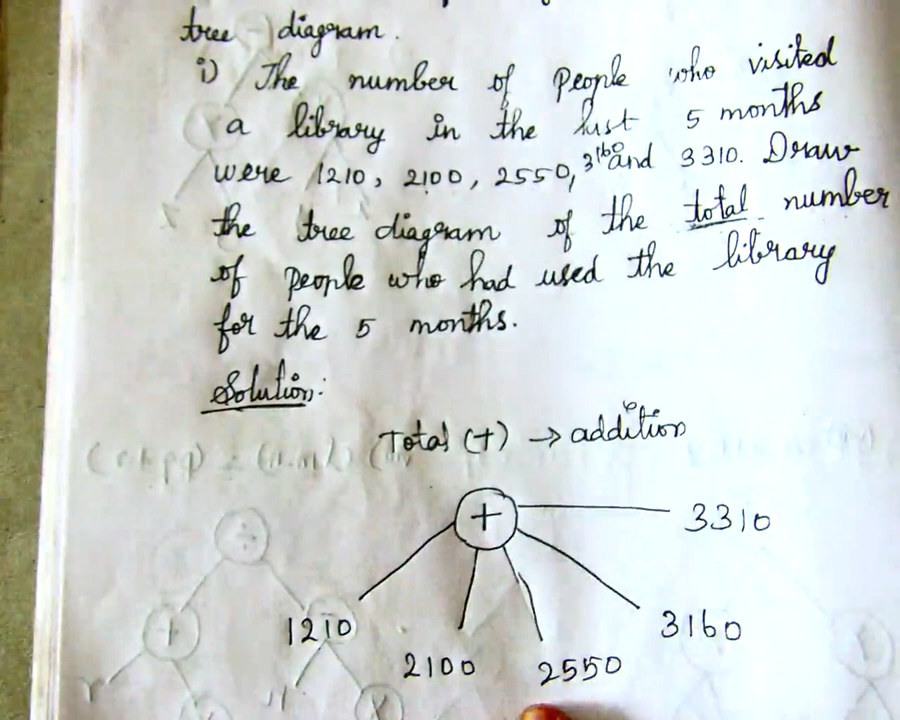 tree diagram.
i) The number of people who visited
a library in the last 5 months
were 1210, 2100, 2550, 3160 and 3310. Draw
the tree diagram of the total number
of people who had used the library
for the 5 months.
Solution:
Total (+) → addition
+
3310
1210
3160
2100
2550